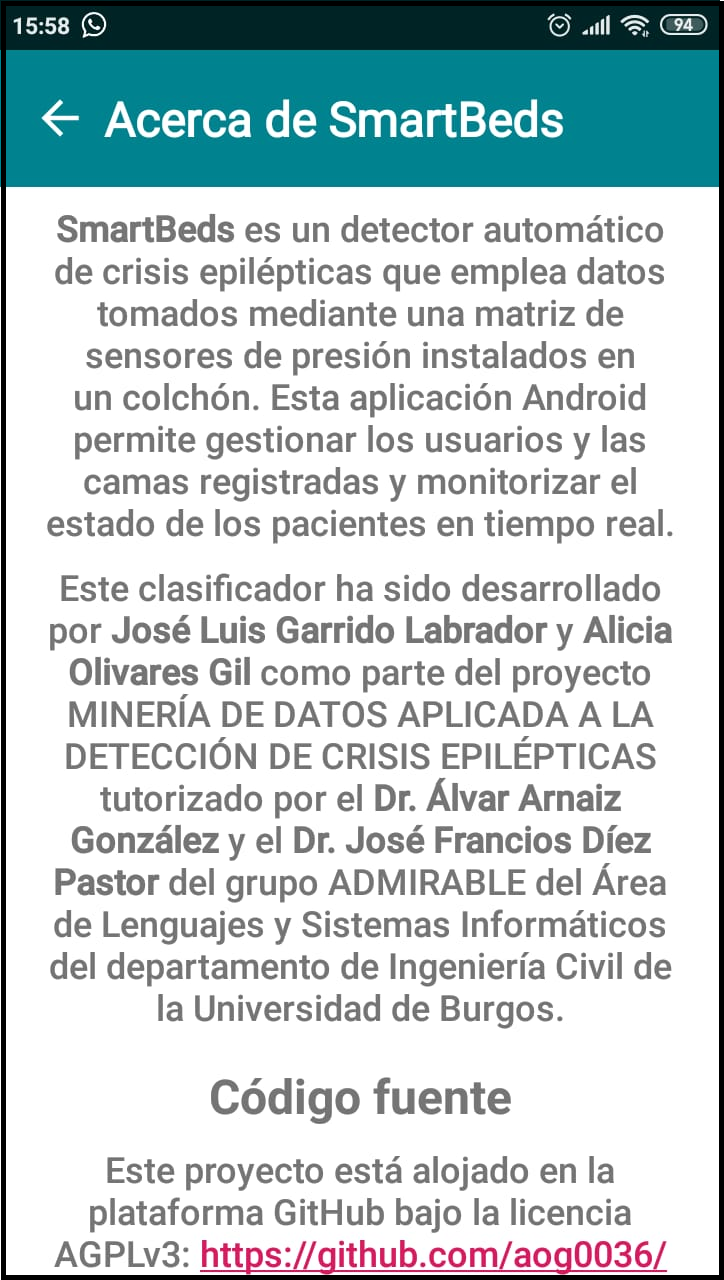 15:58
94
Acerca de SmartBeds
SmartBeds es un detector automático
de crisis epilépticas que emplea datos
tomados mediante una matriz de
sensores de presión instalados en
un colchón. Esta aplicación Android
permite gestionar los usuarios y las
camas registradas y monitorizar el
estado de los pacientes en tiempo real.
Este clasificador ha sido desarrollado
por José Luis Garrido Labrador y Alicia
Olivares Gil como parte del proyecto
MINERÍA DE DATOS APLICADA A LA
DETECCIÓN DE CRISIS EPILÉPTICAS
tutorizado por el Dr. Álvar Arnaiz
González y el Dr. José Francios Díez
Pastor del grupo ADMIRABLE del Área
de Lenguajes y Sistemas Informáticos
del departamento de Ingeniería Civil de
la Universidad de Burgos.
Código fuente
Este proyecto está alojado en la
plataforma GitHub bajo la licencia
AGPLv3: https://github.com/aog0036/